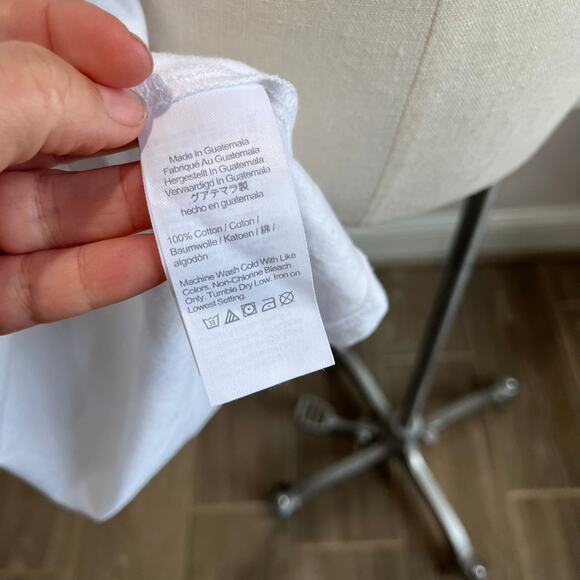 Made In Guatemala
Fabriqué Au Guatemala
Hergestellt In Guatemala
Vervaardigd In Guatemala
グアテマラ製
hecho en guatemala
100% Cotton / Coton /
Baumwolle / Katoen / 綿 /
algodón
Machine Wash Cold With Like
Colors. Non-Chlorine Bleach
Only. Tumble Dry Low. Iron on
Lowest Setting.
30